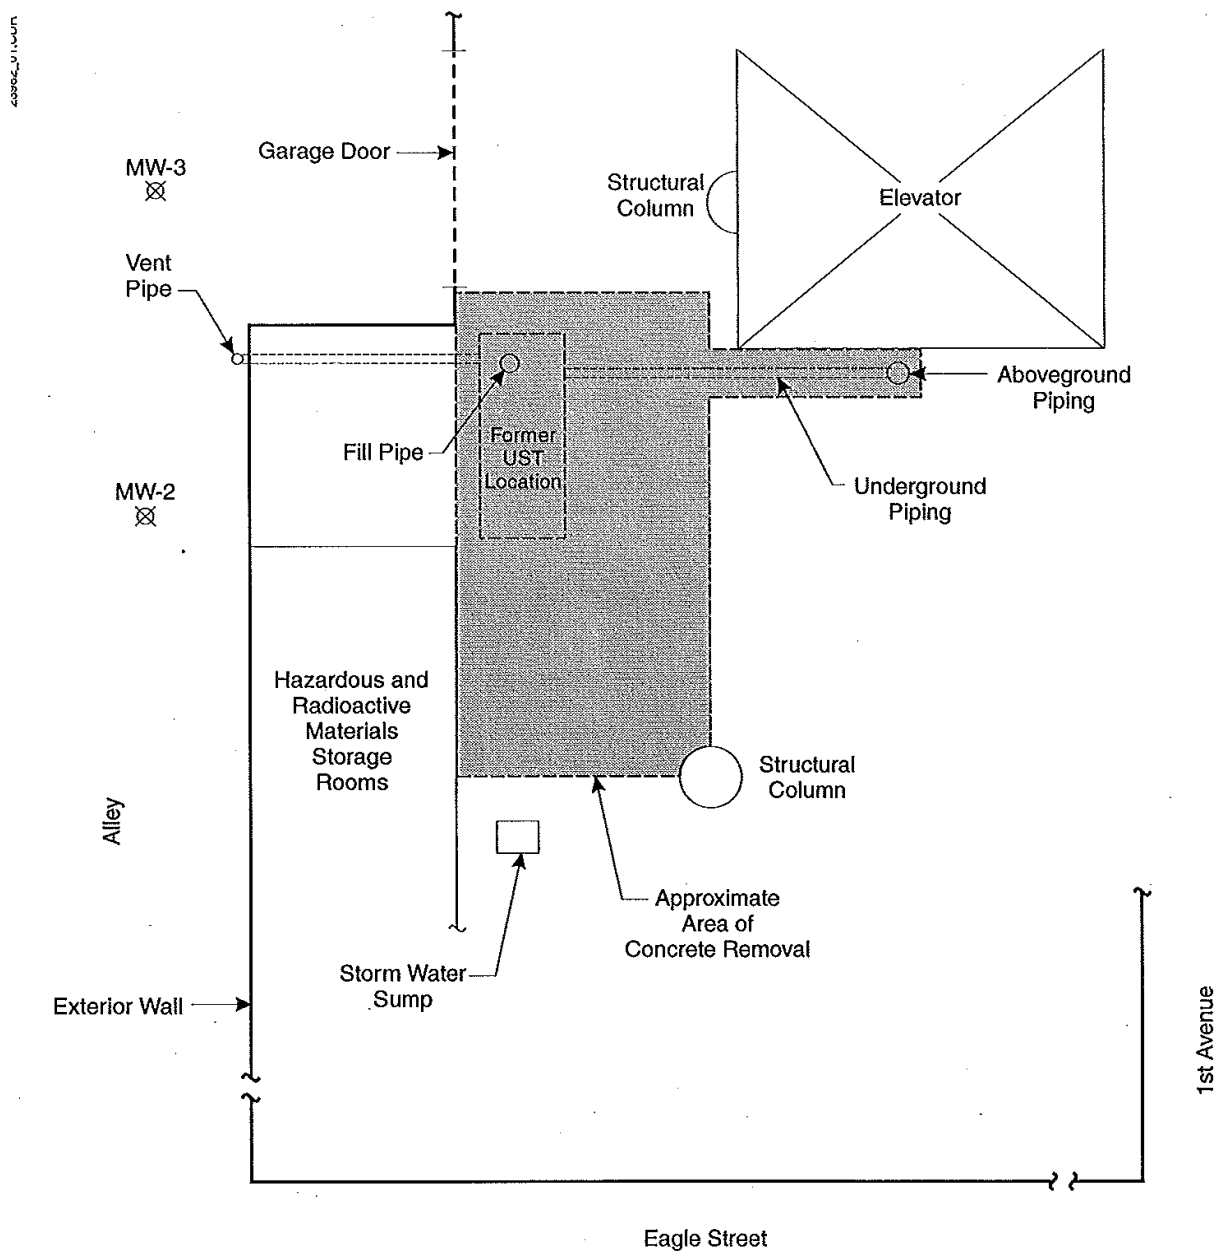 Garage Door
MW-3
Structural
Column
Elevator
Vent
Pipe
Aboveground
Piping
Fill Pipe
Former
UST
Location
MW-2
Underground
Piping
Hazardous and
Radioactive
Materials
Storage
Rooms
Structural
Column
Alley
Approximate
Area of
Concrete Removal
Storm Water
Sump
Exterior Wall
1st Avenue
Eagle Street